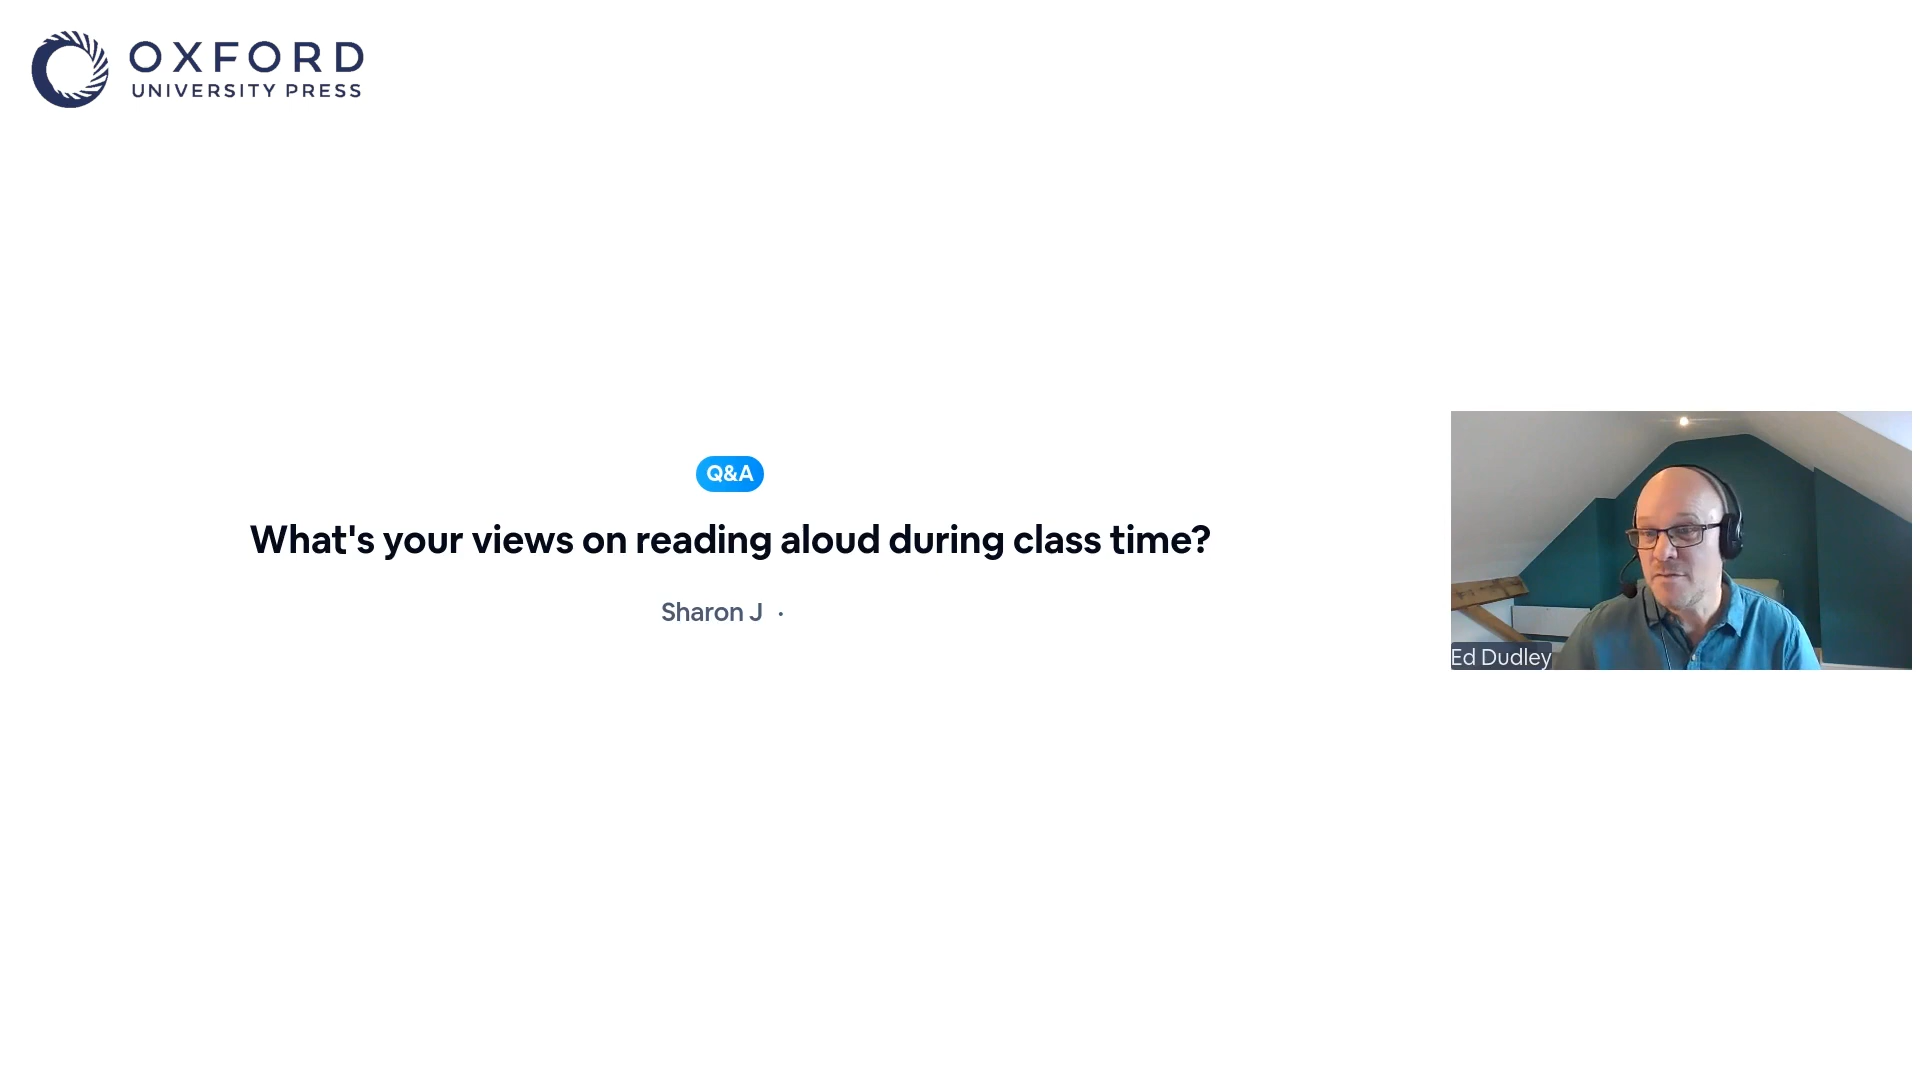 OXFORD
UNIVERSITY PRESS
Q&A
What's your views on reading aloud during class time?
Sharon J ·
Ed Dudley